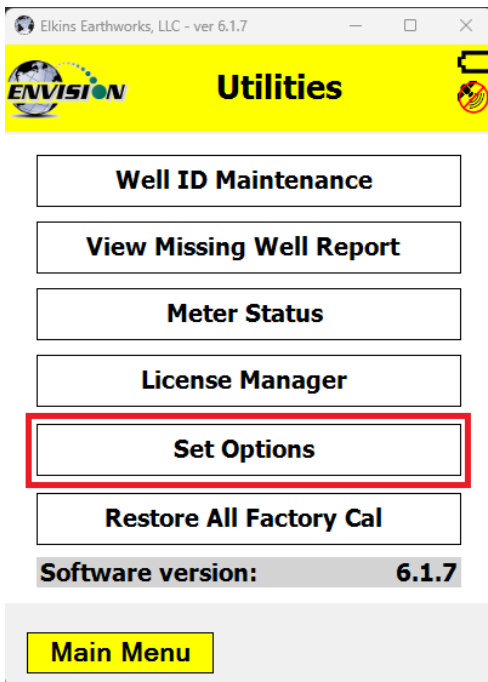 Elkins Earthworks, LLC - ver 6.1.7
ENVISION
Utilities
Well ID Maintenance
View Missing Well Report
Meter Status
License Manager
Set Options
Restore All Factory Cal
Software version: 6.1.7
Main Menu